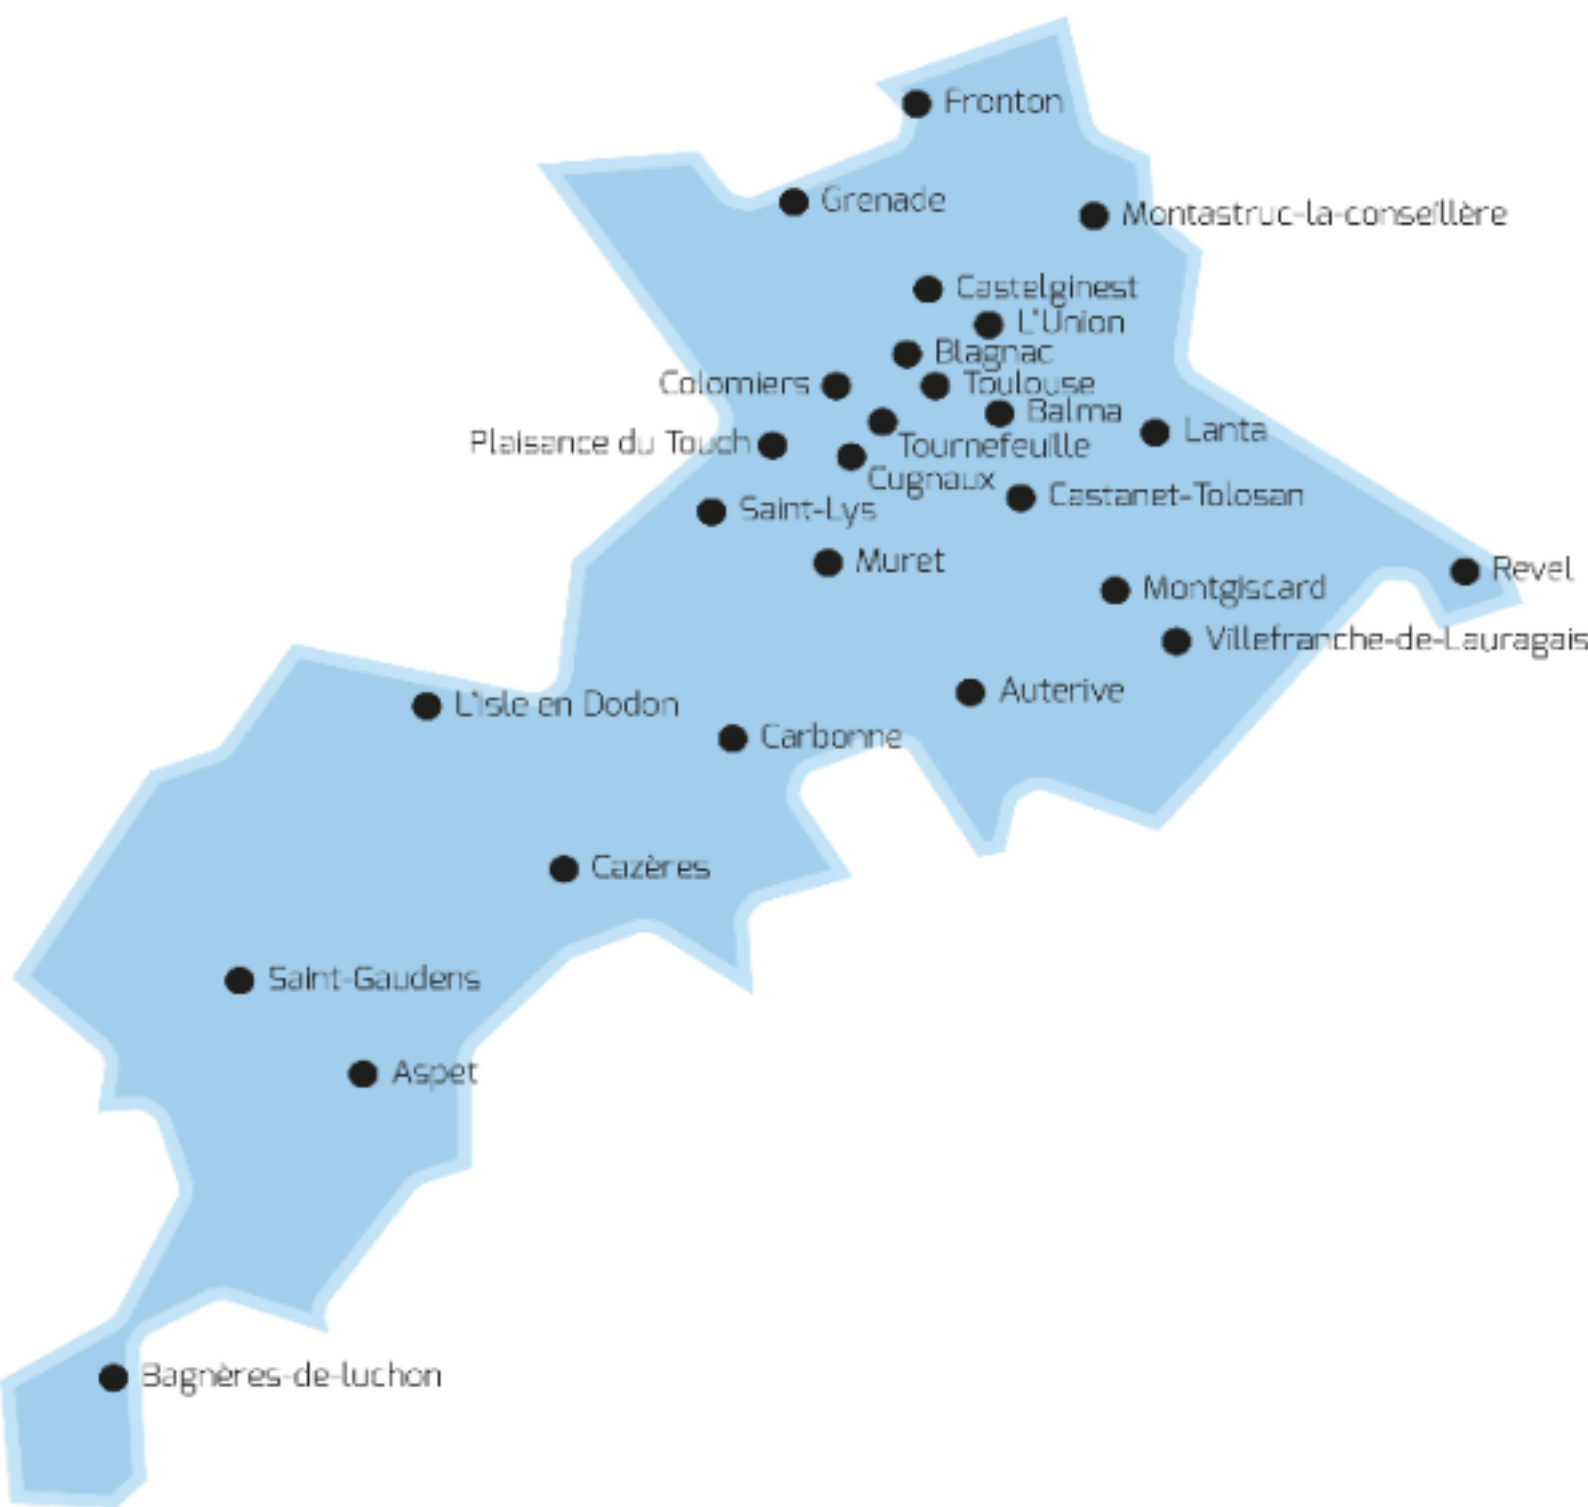 Fronton
Grenade
Montastruc-la-conseillère
Castelginest
L'Union
Blagnac
Colomiers
Toulouse
Balma
Lanta
Plaisance du Touch
Tournefeuille
Cugnaux
Castanet-Tolosan
Saint-Lys
Muret
Revel
Montgiscard
Villefranche-de-Lauragais
Auterive
L'isle en Dodon
Carbonne
Cazères
Saint-Gaudens
Aspet
Bagnères-de-luchon